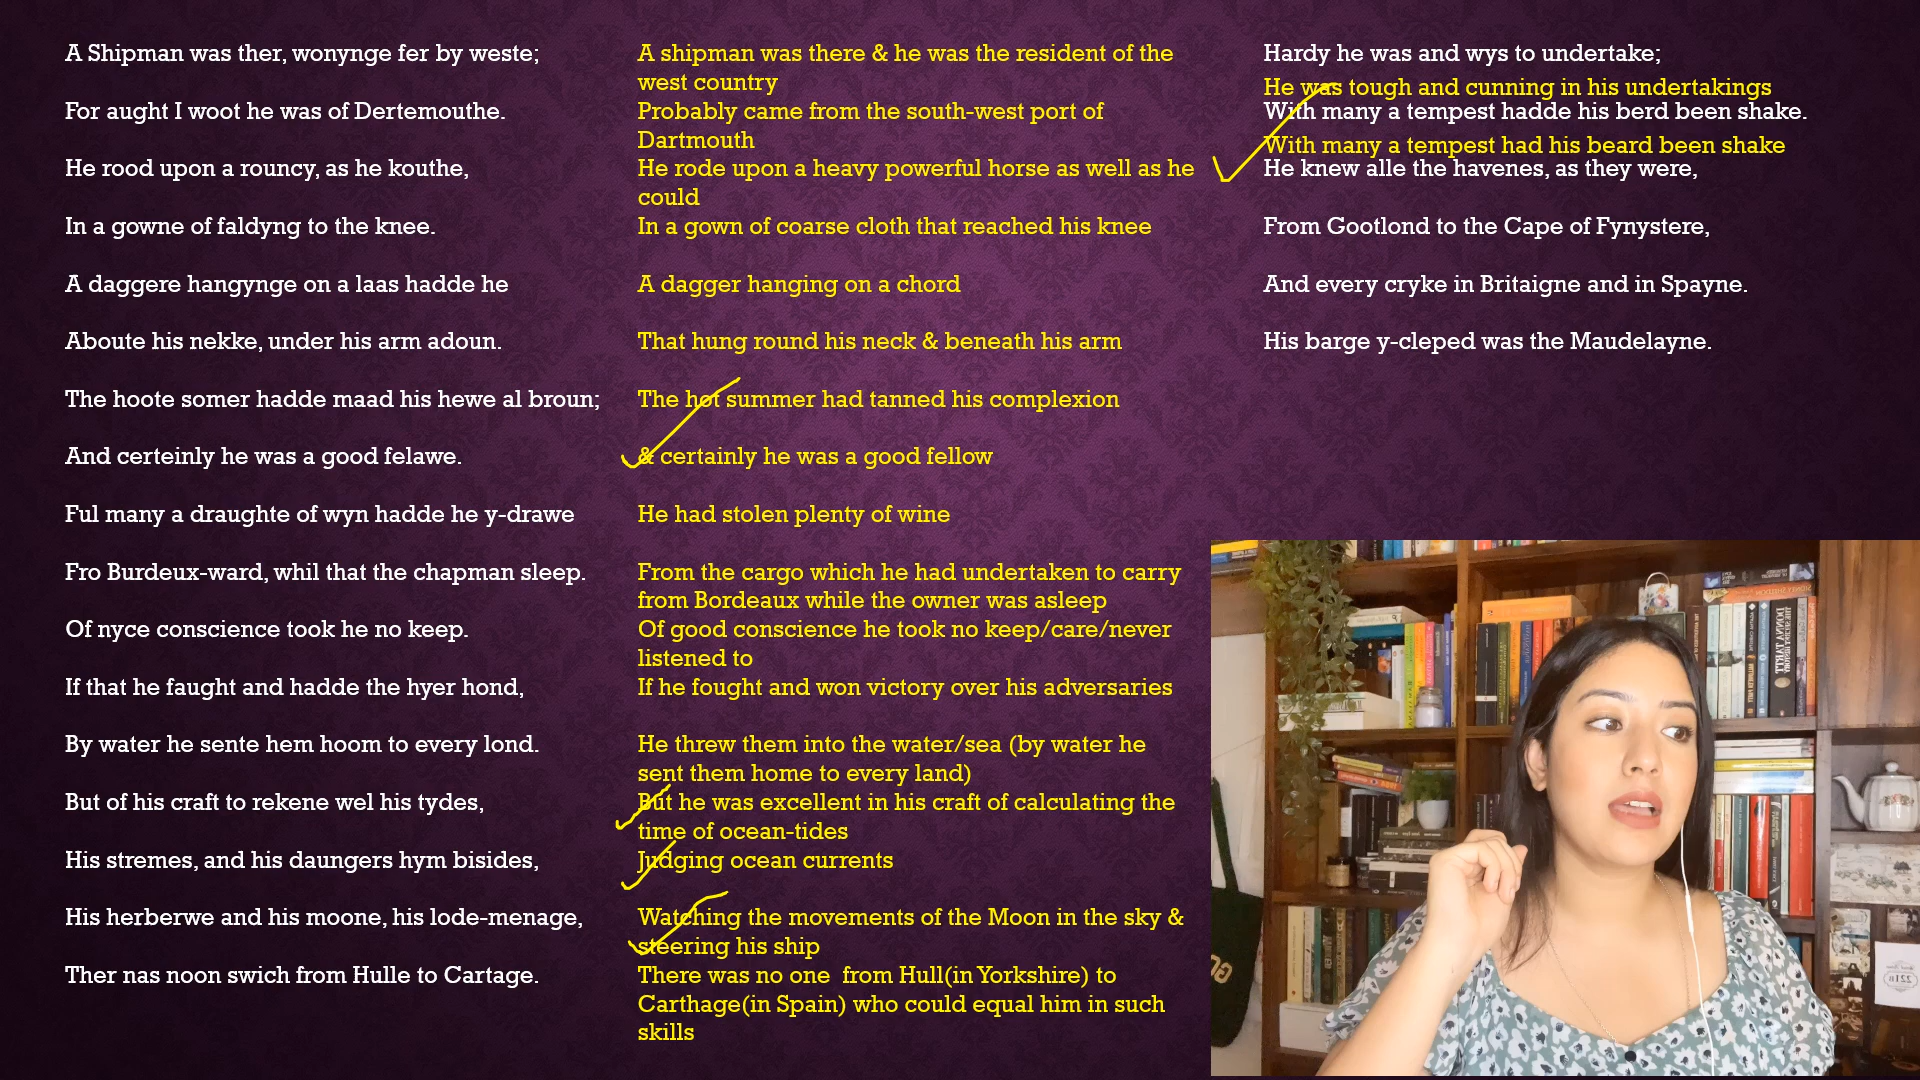 A Shipman was ther, wonynge fer by weste;
For aught I woot he was of Dertemouthe.
He rood upon a rouncy, as he kouthe,
In a gowne of faldyng to the knee.
A daggere hangynge on a laas hadde he
Aboute his nekke, under his arm adoun.
The hoote somer hadde maad his hewe al broun;
And certeinly he was a good felawe.
Ful many a draughte of wyn hadde he y-drawe
Fro Burdeux-ward, whil that the chapman sleep.
Of nyce conscience took he no keep.
If that he faught and hadde the hyer hond,
By water he sente hem hoom to every lond.
But of his craft to rekene wel his tydes,
His stremes, and his daungers hym bisides,
His herberwe and his moone, his lode-menage,
Ther nas noon swich from Hulle to Cartage.
A shipman was there & he was the resident of the
west country
Probably came from the south-west port of
Dartmouth
He rode upon a heavy powerful horse as well as he
could
In a gown of coarse cloth that reached his knee
A dagger hanging on a chord
That hung round his neck & beneath his arm
The hot summer had tanned his complexion
& certainly he was a good fellow
He had stolen plenty of wine
From the cargo which he had undertaken to carry
from Bordeaux while the owner was asleep
Of good conscience he took no keep/care/never
listened to
If he fought and won victory over his adversaries
He threw them into the water/sea (by water he
sent them home to every land)
But he was excellent in his craft of calculating the
time of ocean-tides
Judging ocean currents
Watching the movements of the Moon in the sky &
steering his ship
There was no one  from Hull(in Yorkshire) to
Carthage(in Spain) who could equal him in such
skills
Hardy he was and wys to undertake;
He was tough and cunning in his undertakings
With many a tempest hadde his berd been shake.
With many a tempest had his beard been shake
He knew alle the havenes, as they were,
From Gootlond to the Cape of Fynystere,
And every cryke in Britaigne and in Spayne.
His barge y-cleped was the Maudelayne.
DONNA TARTT
221B